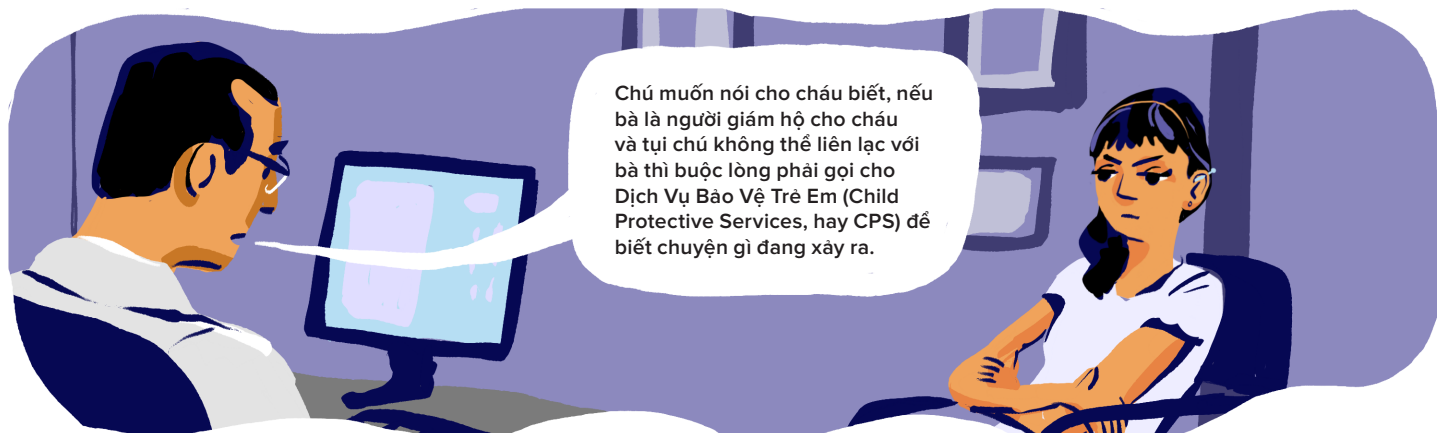 Chú muốn nói cho cháu biết, nếu
bà là người giám hộ cho cháu
và tụi chú không thể liên lạc với
bà thì buộc lòng phải gọi cho
Dịch Vụ Bảo Vệ Trẻ Em (Child
Protective Services, hay CPS) để
biết chuyện gì đang xảy ra.